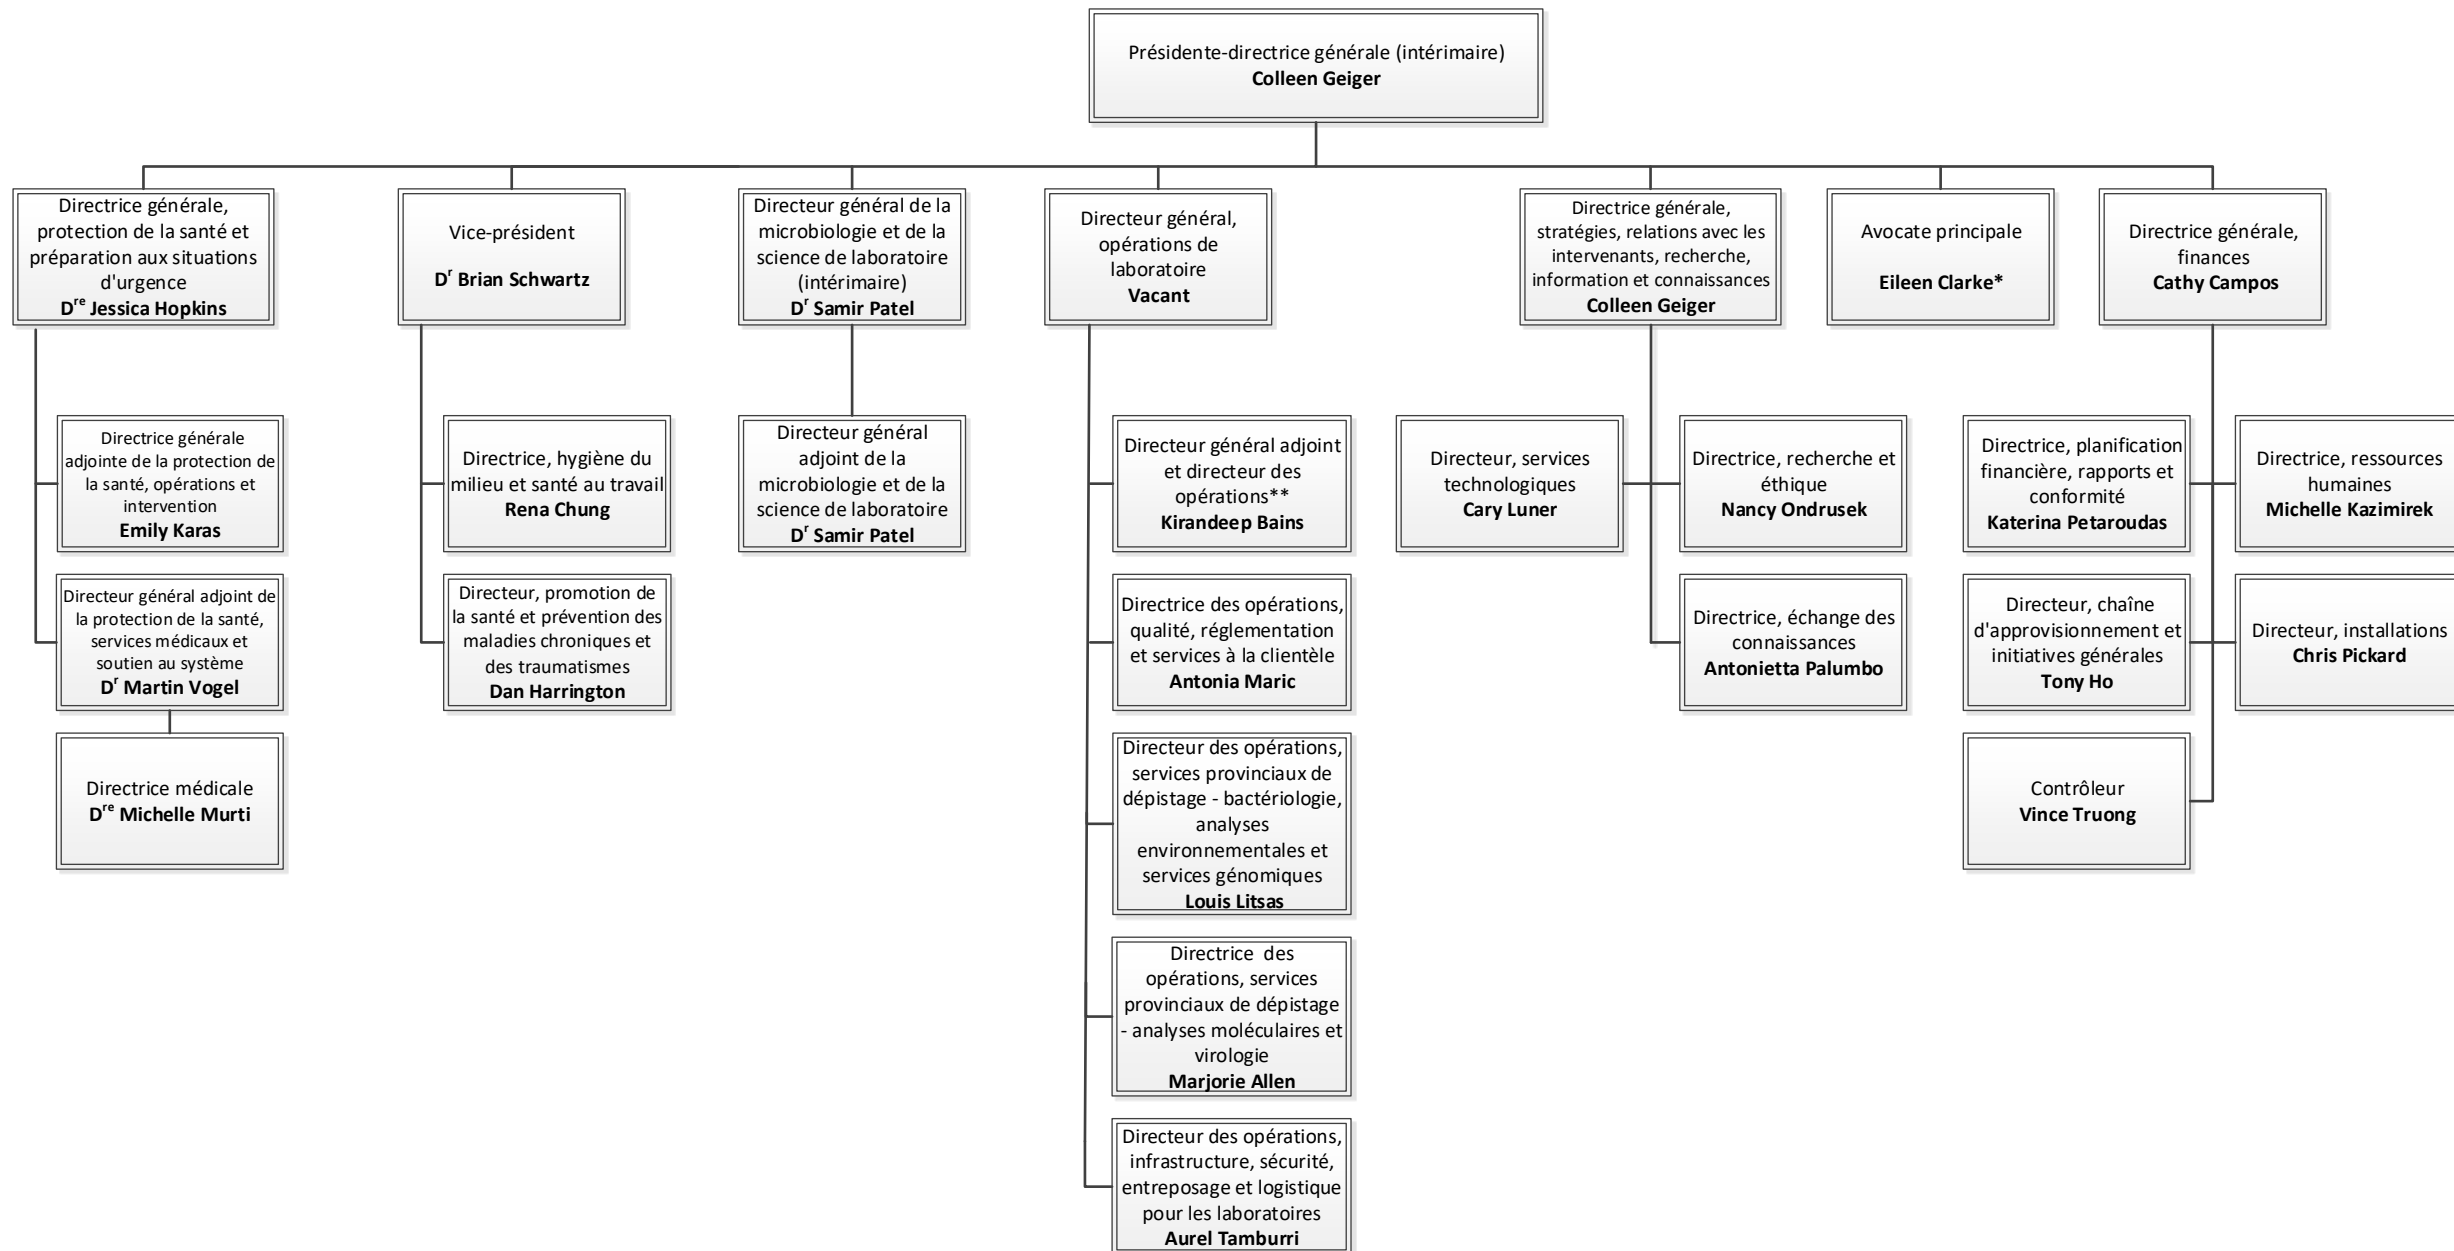 Présidente-directrice générale (intérimaire)
Colleen Geiger
Directrice générale,
protection de la santé et
préparation aux situations
d'urgence
Dre Jessica Hopkins
Vice-président
Dr Brian Schwartz
Directeur général de la
microbiologie et de la
science de laboratoire
(intérimaire)
Dr Samir Patel
Directeur général,
opérations de
laboratoire
Vacant
Directrice générale,
stratégies, relations avec les
intervenants, recherche,
information et connaissances
Colleen Geiger
Avocate principale
Eileen Clarke*
Directrice générale,
finances
Cathy Campos
Directrice générale
adjointe de la protection de
la santé, opérations et
intervention
Emily Karas
Directrice, hygiène du
milieu et santé au travail
Rena Chung
Directeur général
adjoint de la
microbiologie et de la
science de laboratoire
Dr Samir Patel
Directeur général adjoint
et directeur des
opérations**
Kirandeep Bains
Directeur, services
technologiques
Cary Luner
Directrice, recherche et
éthique
Nancy Ondrusek
Directrice, planification
financière, rapports et
conformité
Katerina Petaroudas
Directrice, ressources
humaines
Michelle Kazimirek
Directeur général adjoint de
la protection de la santé,
services médicaux et
soutien au système
Dr Martin Vogel
Directeur, promotion de
la santé et prévention des
maladies chroniques et
des traumatismes
Dan Harrington
Directrice des opérations,
qualité, réglementation
et services à la clientèle
Antonia Maric
Directrice, échange des
connaissances
Antonietta Palumbo
Directeur, chaîne
d'approvisionnement et
initiatives générales
Tony Ho
Directeur, installations
Chris Pickard
Directrice médicale
Dre Michelle Murti
Directeur des opérations,
services provinciaux de
dépistage - bactériologie,
analyses
environnementales et
services génomiques
Louis Litsas
Contrôleur
Vince Truong
Directrice  des
opérations, services
provinciaux de dépistage
- analyses moléculaires et
virologie
Marjorie Allen
Directeur des opérations,
infrastructure, sécurité,
entreposage et logistique
pour les laboratoires
Aurel Tamburri